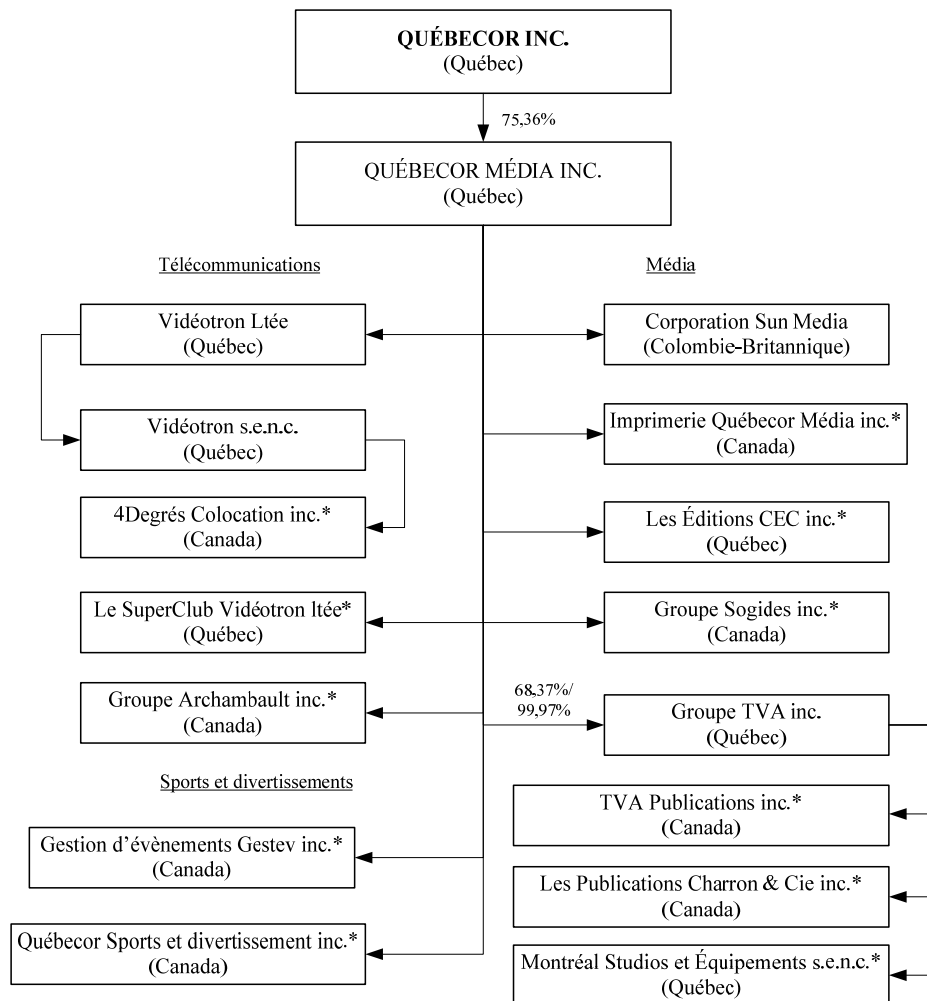 QUÉBECOR INC.
(Québec)
75,36%
QUÉBECOR MÉDIA INC.
(Québec)
Télécommunications
Vidéotron Ltée
(Québec)
Vidéotron s.e.n.c.
(Québec)
4Degrés Colocation inc.*
(Canada)
Le SuperClub Vidéotron ltée*
(Québec)
Groupe Archambault inc.*
(Canada)
Sports et divertissements
Gestion d’évènements Gestev inc.*
(Canada)
Québecor Sports et divertissement inc.*
(Canada)
Média
Corporation Sun Media
(Colombie-Britannique)
Imprimerie Québecor Média inc.*
(Canada)
Les Éditions CEC inc.*
(Québec)
Groupe Sogides inc.*
(Canada)
68,37%/
99,97%
Groupe TVA inc.
(Québec)
TVA Publications inc.*
(Canada)
Les Publications Charron & Cie inc.*
(Canada)
Montréal Studios et Équipements s.e.n.c.*
(Québec)